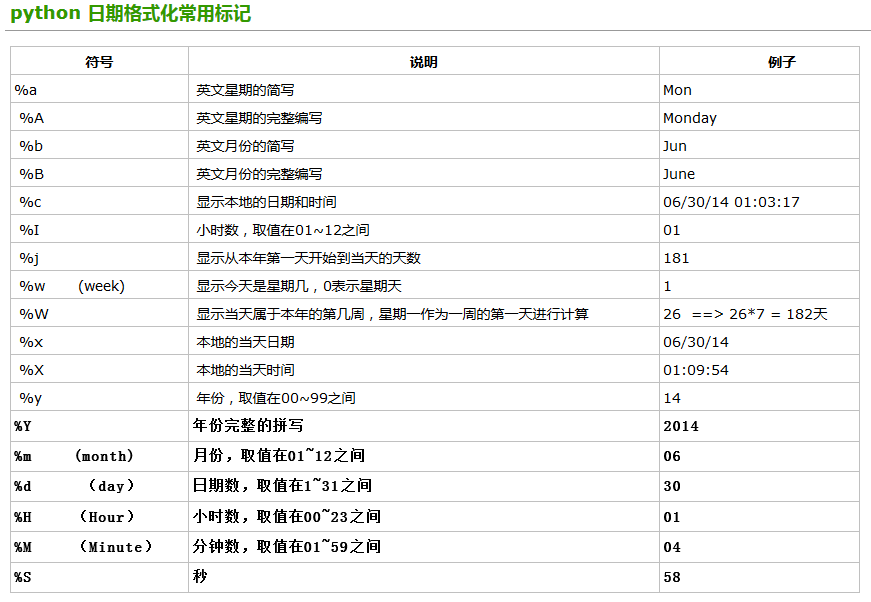 python 日期格式化常用标记
符号 说明 例子
%a 英文星期的简写 Mon
%A 英文星期的完整编写 Monday
%b 英文月份的简写 Jun
%B 英文月份的完整编写 June
%c 显示本地的日期和时间 06/30/14 01:03:17
%I 小时数，取值在01~12之间 01
%j 显示从本年第一天开始到当天的天数 181
%w (week) 显示今天是星期几，0表示星期天 1
%W 显示当天属于本年的第几周，星期一作为一周的第一天进行计算 26 ==> 26*7 = 182天
%x 本地的当天日期 06/30/14
%X 本地的当天时间 01:09:54
%y 年份，取值在00~99之间 14
%Y 年份完整的拼写 2014
%m (month) 月份，取值在01~12之间 06
%d （day） 日期数，取值在1~31之间 30
%H （Hour） 小时数，取值在00~23之间 01
%M （Minute） 分钟数，取值在01~59之间 04
%S 秒 58